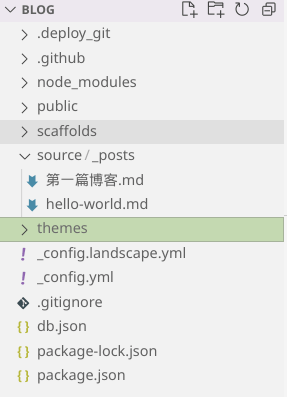 BLOG
.deploy_git
.github
node_modules
public
scaffolds
source/_posts
第一篇博客.md
hello-world.md
themes
_config.landscape.yml
_config.yml
.gitignore
db.json
package-lock.json
package.json